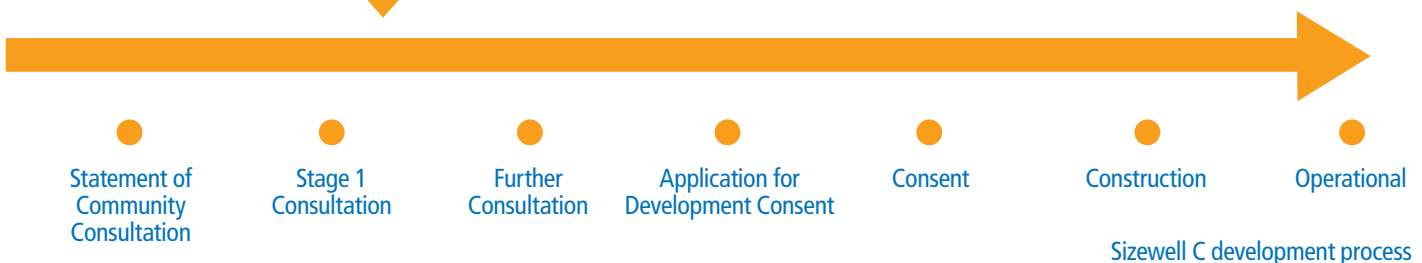 Statement of
Community
Consultation
Stage 1
Consultation
Further
Consultation
Application for
Development Consent
Consent
Construction
Operational
Sizewell C development process